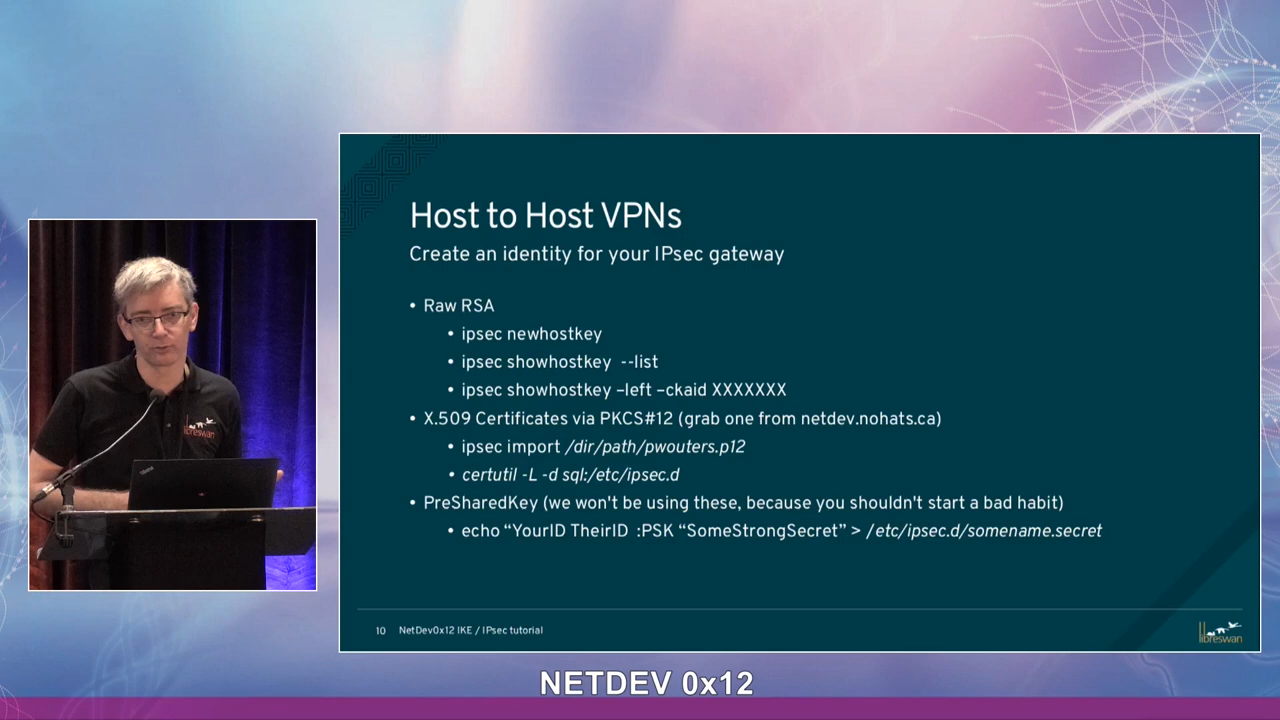 Host to Host VPNs
Create an identity for your IPsec gateway
• Raw RSA
• ipsec newhostkey
• ipsec showhostkey --list
• ipsec showhostkey –left –ckaid XXXXXXX
• X.509 Certificates via PKCS#12 (grab one from netdev.nohats.ca)
• ipsec import /dir/path/pwouters.p12
• certutil -L -d sql:/etc/ipsec.d
• PreSharedKey (we won't be using these, because you shouldn't start a bad habit)
• echo “YourID TheirID :PSK “SomeStrongSecret” > /etc/ipsec.d/somename.secret
10 NetDev0x12 IKE / IPsec tutorial
libreswan
libreswan
NETDEV 0x12